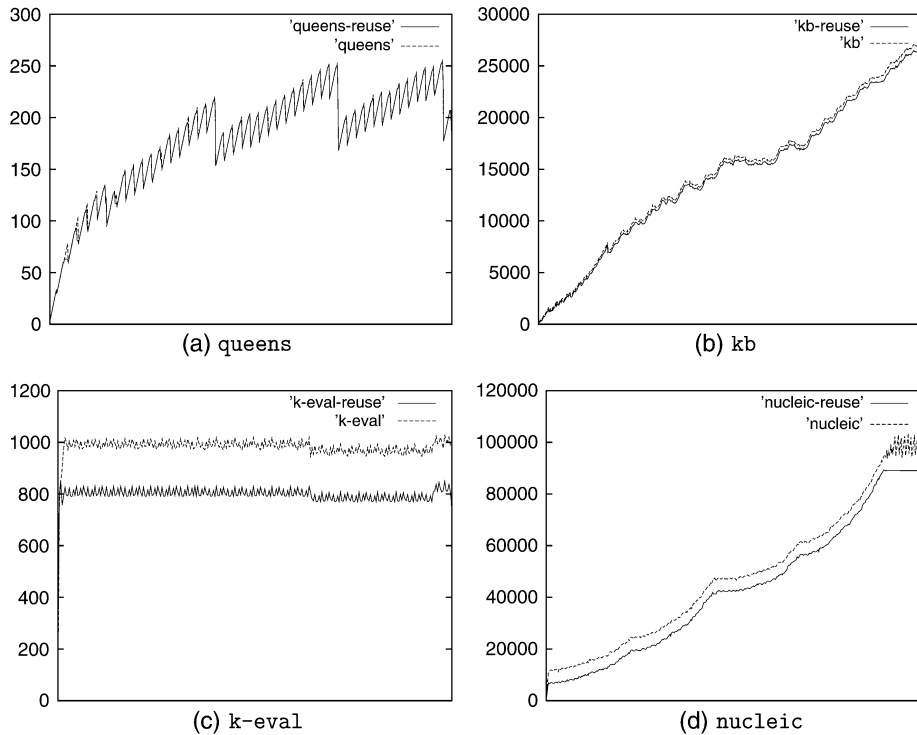 300
250
200
150
100
50
0
'queens-reuse'
'queens'
(a) queens
30000
25000
20000
15000
10000
5000
0
'kb-reuse'
'kb'
(b) kb
1200
1000
800
600
400
200
0
'k-eval-reuse'
'k-eval'
(c) k-eval
120000
100000
80000
60000
40000
20000
0
'nucleic-reuse'
'nucleic'
(d) nucleic